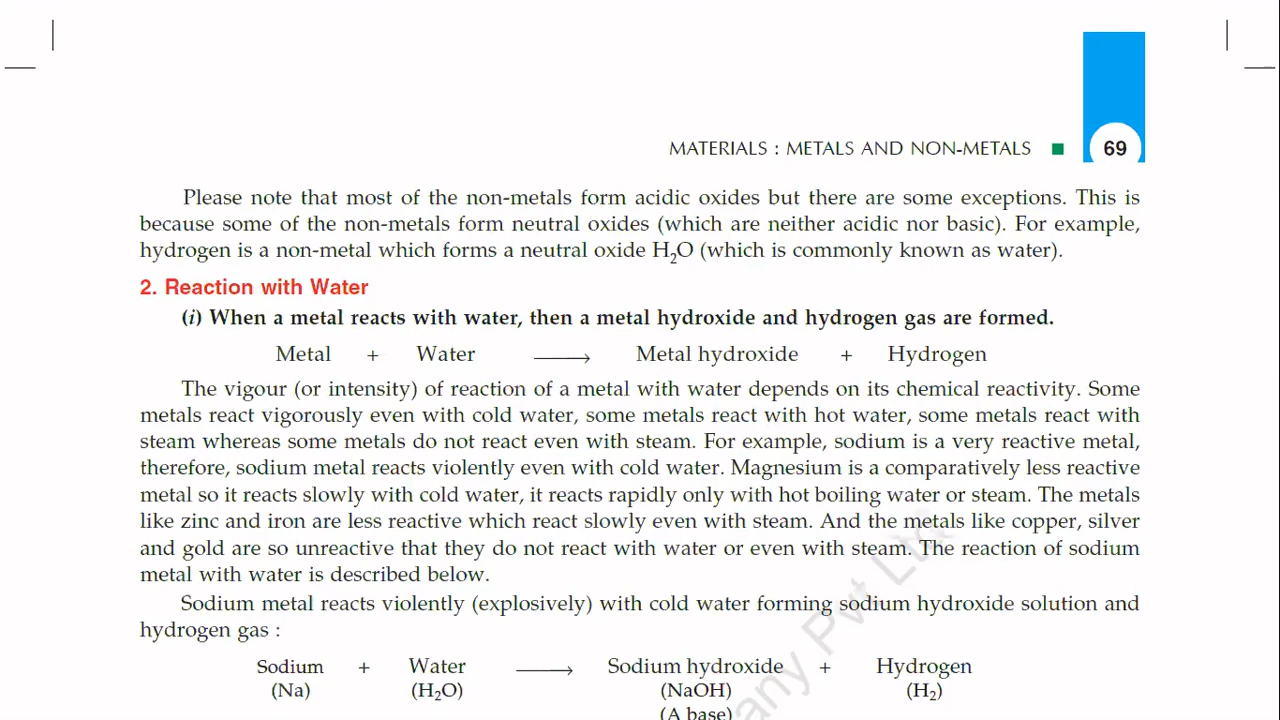 MATERIALS : METALS AND NON-METALS ■ 69
Please note that most of the non-metals form acidic oxides but there are some exceptions. This is
because some of the non-metals form neutral oxides (which are neither acidic nor basic). For example,
hydrogen is a non-metal which forms a neutral oxide H₂O (which is commonly known as water).
2. Reaction with Water
(i) When a metal reacts with water, then a metal hydroxide and hydrogen gas are formed.
Metal + Water ⟶ Metal hydroxide + Hydrogen
The vigour (or intensity) of reaction of a metal with water depends on its chemical reactivity. Some
metals react vigorously even with cold water, some metals react with hot water, some metals react with
steam whereas some metals do not react even with steam. For example, sodium is a very reactive metal,
therefore, sodium metal reacts violently even with cold water. Magnesium is a comparatively less reactive
metal so it reacts slowly with cold water, it reacts rapidly only with hot boiling water or steam. The metals
like zinc and iron are less reactive which react slowly even with steam. And the metals like copper, silver
and gold are so unreactive that they do not react with water or even with steam. The reaction of sodium
metal with water is described below.
Sodium metal reacts violently (explosively) with cold water forming sodium hydroxide solution and
hydrogen gas :
Sodium + Water ⟶ Sodium hydroxide + Hydrogen
(Na) (H₂O) (NaOH) (H₂)
(A base)
any Pvt Ltd